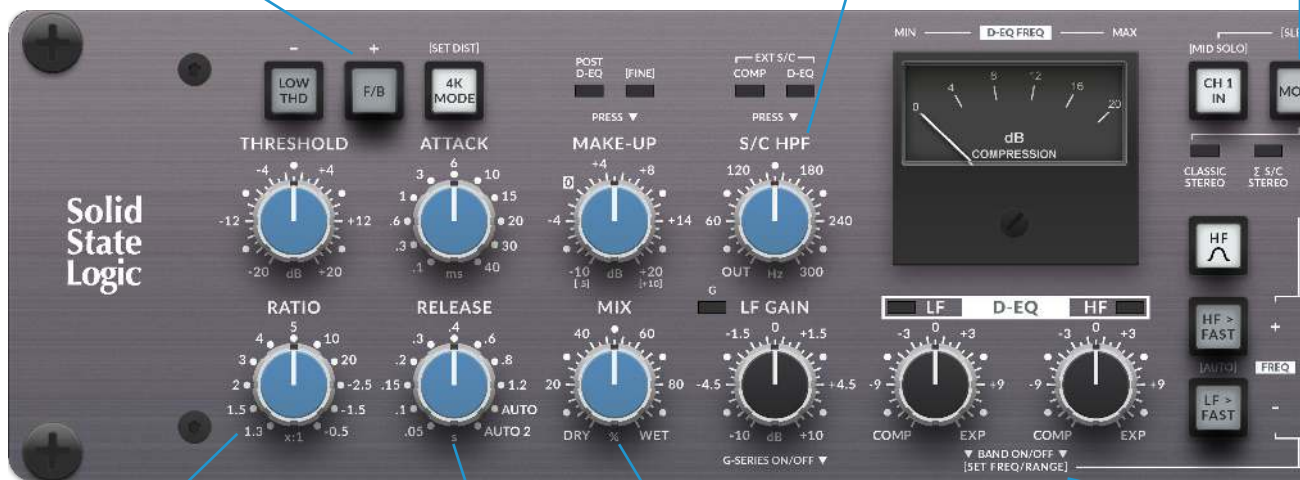 MIN D-EQ FREQ MAX [SLI
- + [SET DIST] POST D-EQ [FINE] EXT S/C COMP D-EQ [MID SOLO]
LOW THD F/B 4K MODE CH 1 IN MO
PRESS ▼ PRESS ▼
0 4 8 12 16 20
dB
COMPRESSION
THRESHOLD ATTACK MAKE-UP S/C HPF
-20 -12 -4 +4 +12 +20 dB
.1 .3 .6 1 3 6 10 15 20 30 40 ms
-10 [.5] -4 0 +4 +8 +14 +20 [+10] dB
OUT 60 120 180 240 300 Hz
CLASSIC STEREO Σ S/C STEREO
Solid
State
Logic
HF
RATIO RELEASE MIX G LF GAIN LF D-EQ HF
1.3 1.5 2 3 4 5 10 20 -2.5 -1.5 -0.5 x:1
.05 .1 .15 .2 .3 .4 .6 .8 1.2 AUTO AUTO 2 s
DRY 20 40 60 80 WET %
-10 -4.5 -1.5 0 +1.5 +4.5 +10 dB
COMP -9 -3 0 +3 +9 EXP
COMP -9 -3 0 +3 +9 EXP
HF > FAST +
[AUTO] FREQ
LF > FAST -
G-SERIES ON/OFF ▼
▼ BAND ON/OFF ▼
[SET FREQ/RANGE]